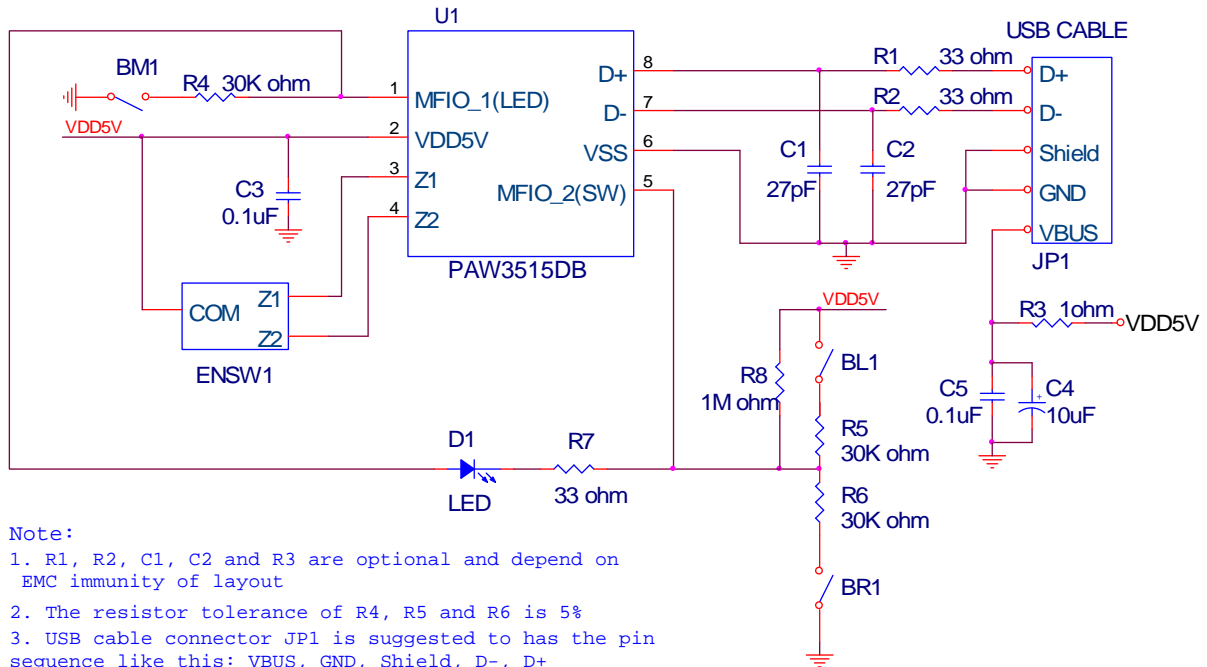 U1
USB CABLE
BM1
R4 30K ohm
1
MFIO_1(LED)
D+
8
R1 33 ohm
D+
VDD5V
2
VDD5V
D-
7
R2 33 ohm
D-
3
Z1
VSS
6
C1
27pF
C2
27pF
Shield
C3
0.1uF
4
Z2
MFIO_2(SW)
5
GND
VBUS
PAW3515DB
JP1
COM
Z1
Z2
ENSW1
VDD5V
R3 1ohm
VDD5V
BL1
R8
1M ohm
C5
0.1uF
C4
+
10uF
R5
30K ohm
D1
LED
R7
33 ohm
R6
30K ohm
BR1
Note:
1. R1, R2, C1, C2 and R3 are optional and depend on
EMC immunity of layout
2. The resistor tolerance of R4, R5 and R6 is 5%
3. USB cable connector JP1 is suggested to has the pin
sequence like this: VBUS, GND, Shield, D-, D+